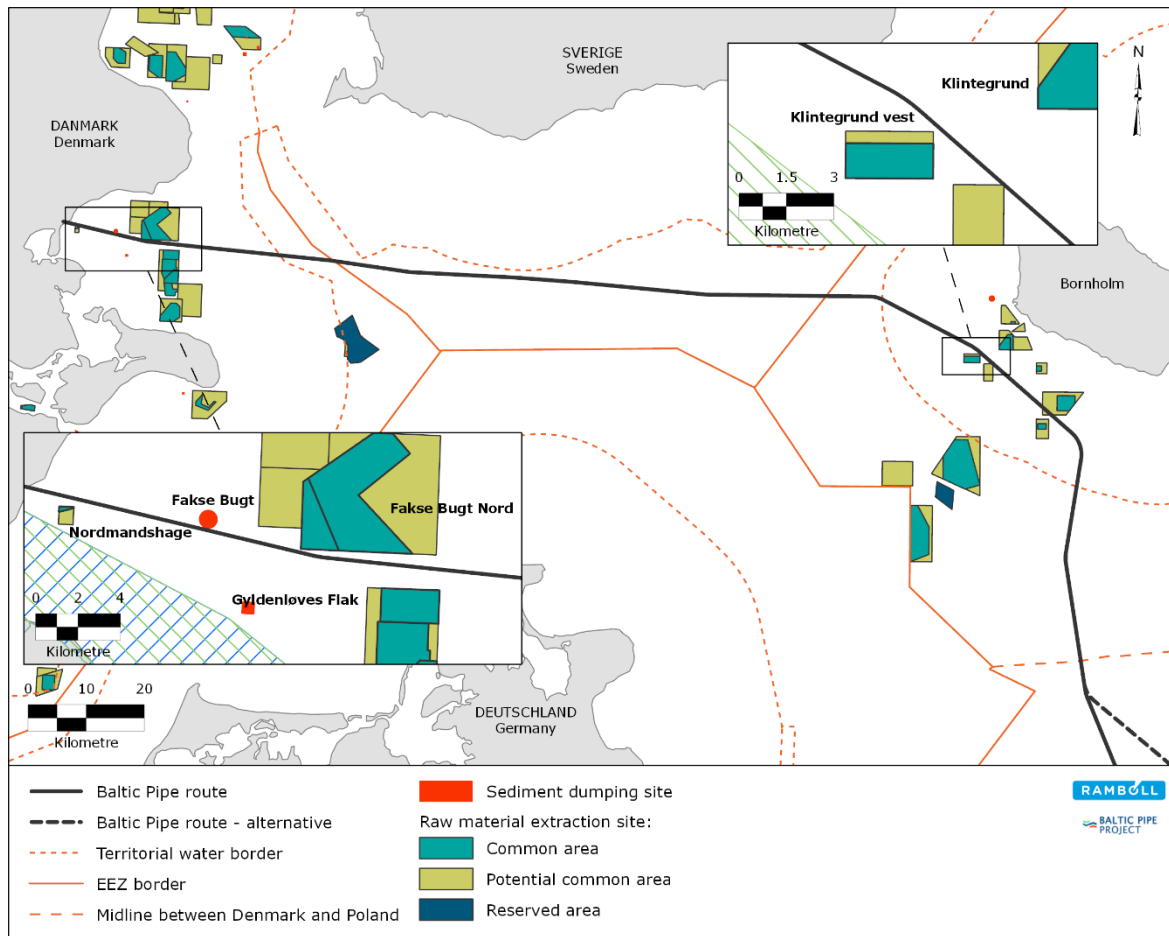 SVERIGE
Sweden
DANMARK
Denmark
Klintegrund
N
Klintegrund vest
0 1.5 3
Kilometre
Bornholm
Fakse Bugt
Fakse Bugt Nord
Nordmandshage
Gyldenløves Flak
0 2 4
Kilometre
0 10 20
Kilometre
DEUTSCHLAND
Germany
Baltic Pipe route
Baltic Pipe route - alternative
Territorial water border
EEZ border
Midline between Denmark and Poland
Sediment dumping site
Raw material extraction site:
Common area
Potential common area
Reserved area
RAMBOLL
BALTIC PIPE
PROJECT